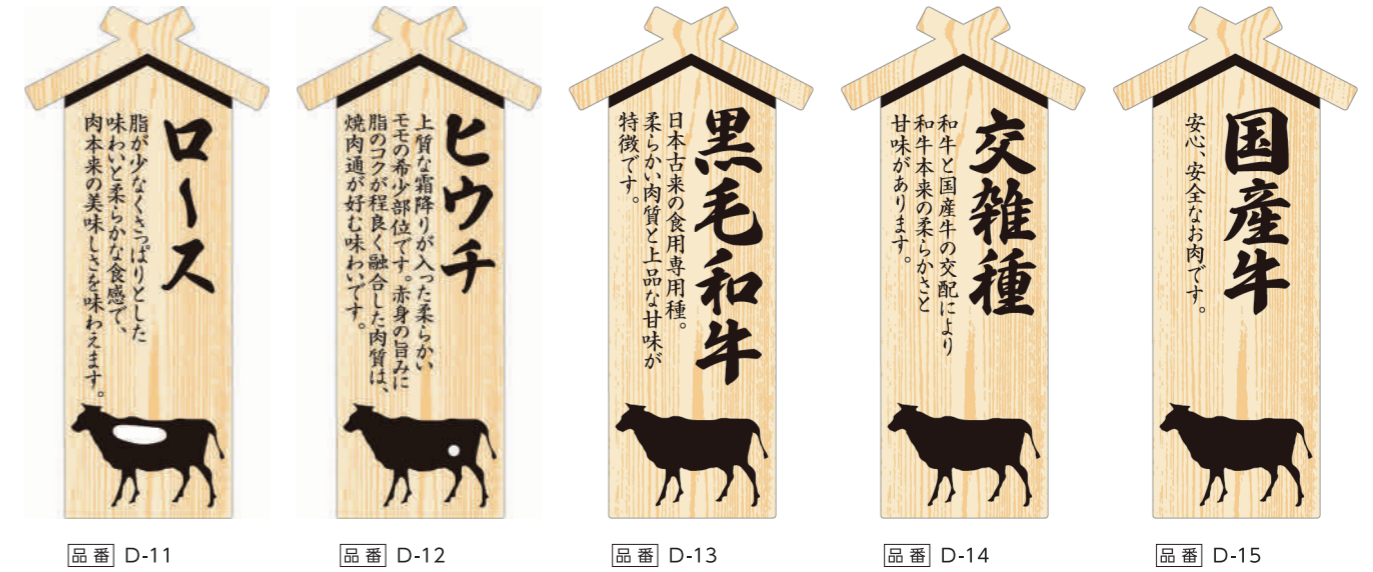 ロース
脂が少なくさっぱりとした
味わいと柔らかな食感で、
肉本来の美味しさを味わえます。
品番 D-11
ヒウチ
上質な霜降りが入った柔らかい
モモの希少部位です。赤身の旨みに
脂のコクが程良く融合した肉質は、
焼肉通が好む味わいです。
品番 D-12
黒毛和牛
日本古来の食用専用種。
柔らかい肉質と上品な甘味が
特徴です。
品番 D-13
交雑種
和牛と国産牛の交配により
和牛本来の柔らかさと
甘味があります。
品番 D-14
国産牛
安心、安全なお肉です。
品番 D-15